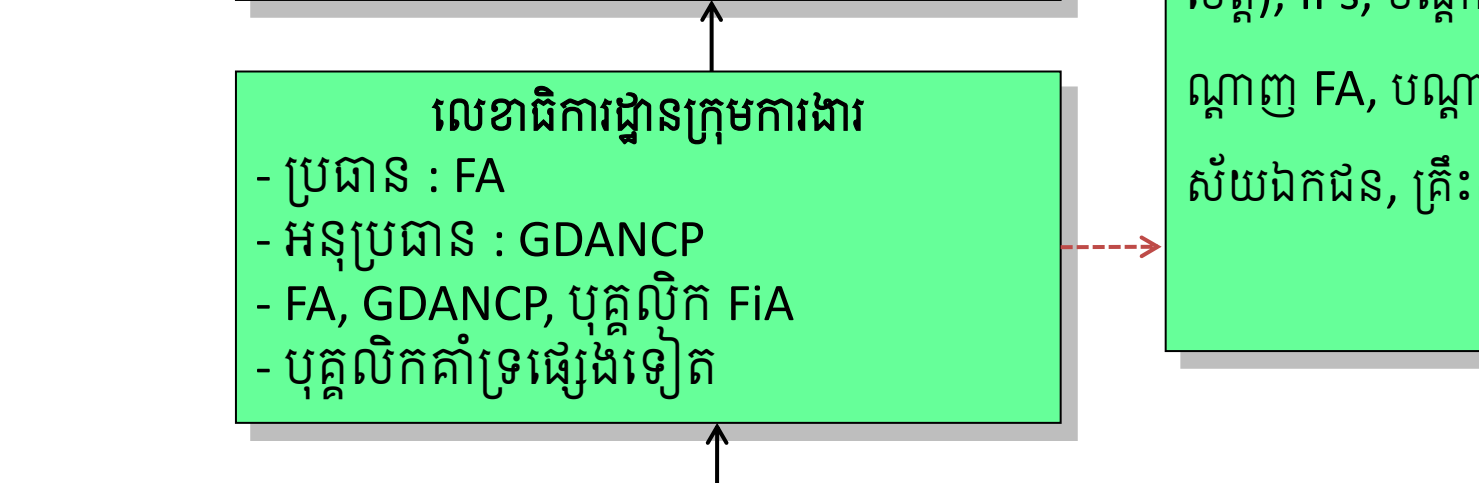 លេខាធិការដ្ឋានក្រុមការងារ
- ប្រធាន : FA
- អនុប្រធាន : GDANCP
- FA, GDANCP, បុគ្គលិក FiA
- បុគ្គលិកគាំទ្រផ្សេងទៀត
ណ្តាញ FA, បណ្តា
ស័យឯកជន, គ្រឹះ